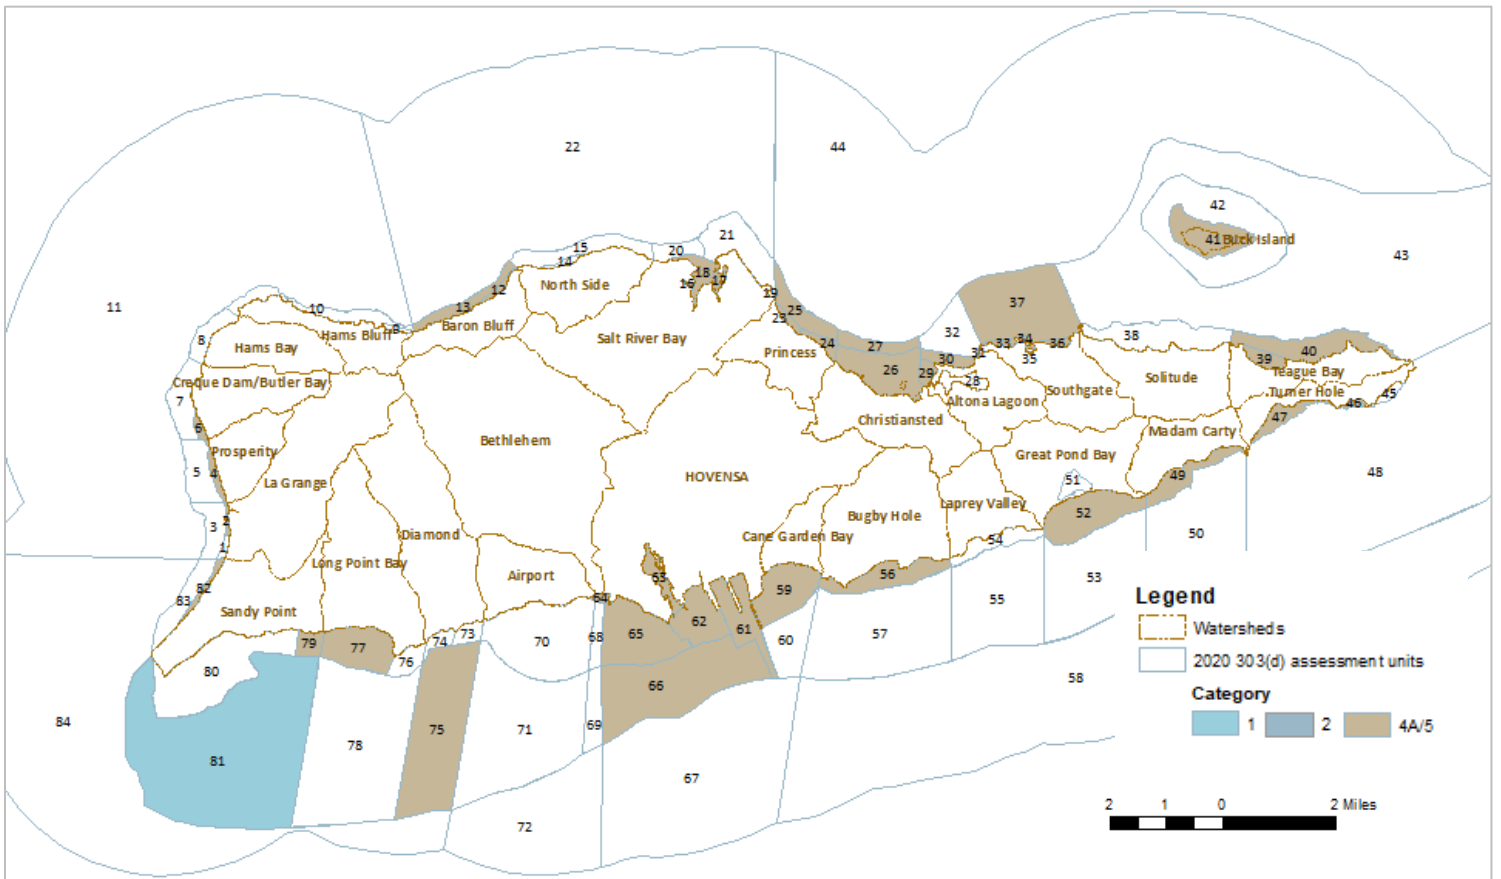 22
44
42
41 Buck Island
43
11
21
15
20
14
18
16
17
North Side
12
19
13
10
25
37
9
Baron Bluff
23
Hams Bluff
Salt River Bay
32
34
38
8
33
36
24
27
Hams Bay
31
40
Princess
30
35
39
26
29
Teague Bay
Creque Dam/Butler Bay
28
Solitude
Southgate
Turner Hole
45
7
Altona Lagoon
46
47
Christiansted
6
Madam Carty
Bethlehem
Prosperity
Great Pond Bay
5
4
HOVENSA
49
48
La Grange
51
Laprey Valley
52
Bugby Hole
2
3
50
Diamond
Cane Garden Bay
54
1
Long Point Bay
56
Airport
63
53
82
59
83
64
55
Sandy Point
62
61
65
57
74
73
68
70
60
79
77
76
80
58
66
84
69
75
71
78
81
67
72
Legend
Watersheds
2020 303(d) assessment units
Category
1
2
4A/5
2 1 0 2 Miles